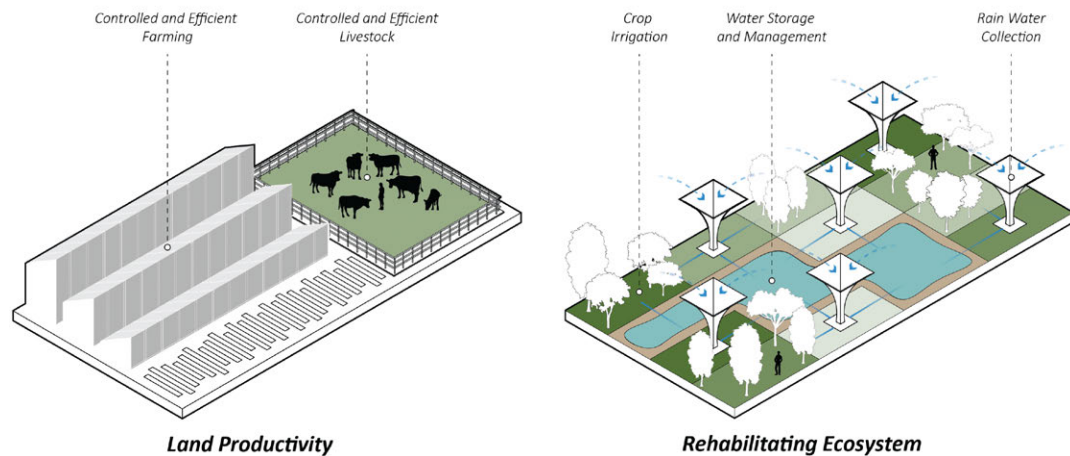 Controlled and Efficient
Farming
Controlled and Efficient
Livestock
Crop
Irrigation
Water Storage
and Management
Rain Water
Collection
Land Productivity
Rehabilitating Ecosystem